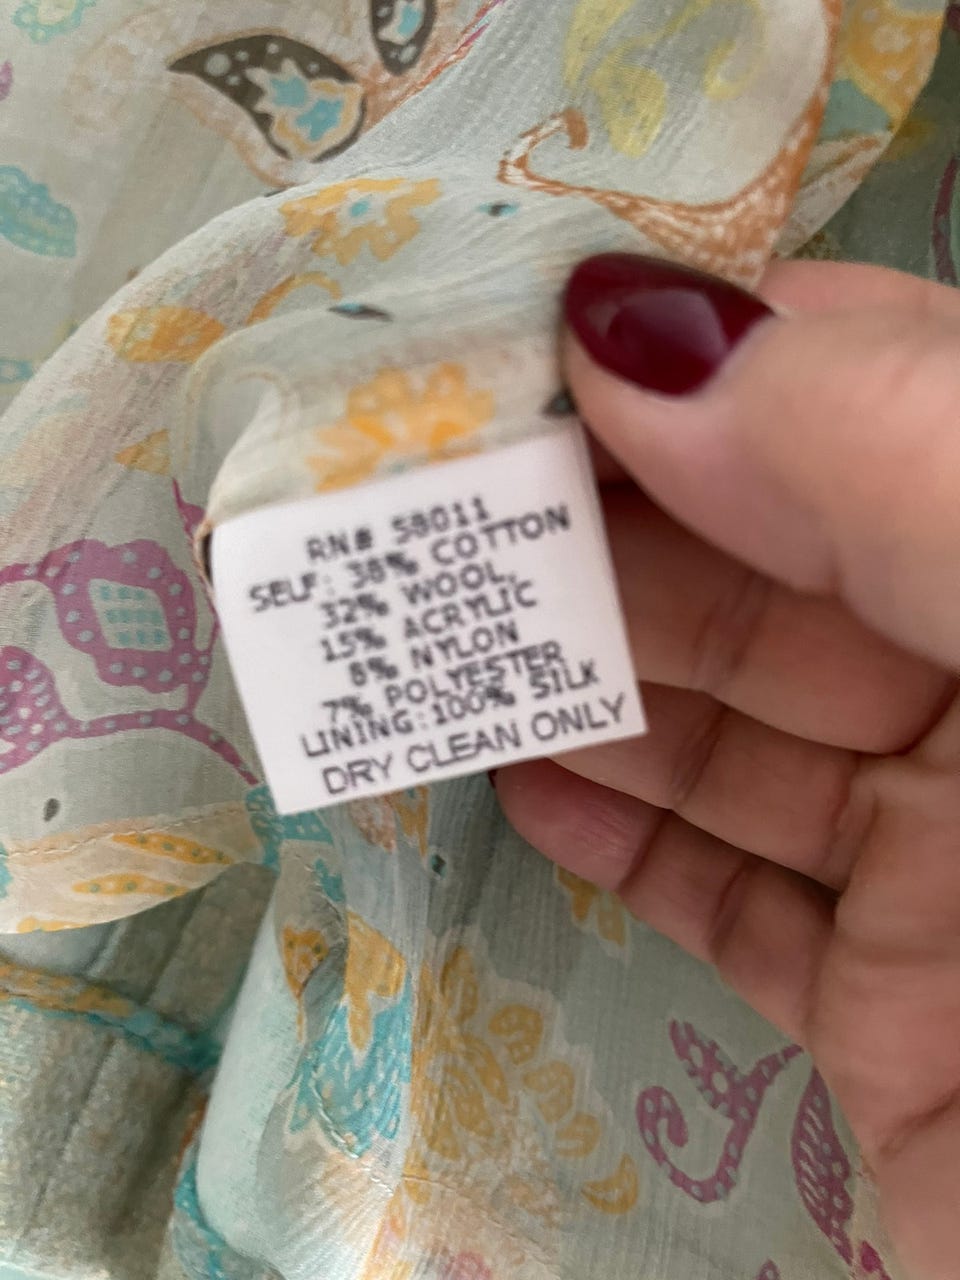 RN# 58011
SELF: 38% COTTON
32% WOOL,
15% ACRYLIC
8% NYLON
7% POLYESTER
LINING:100% SILK
DRY CLEAN ONLY